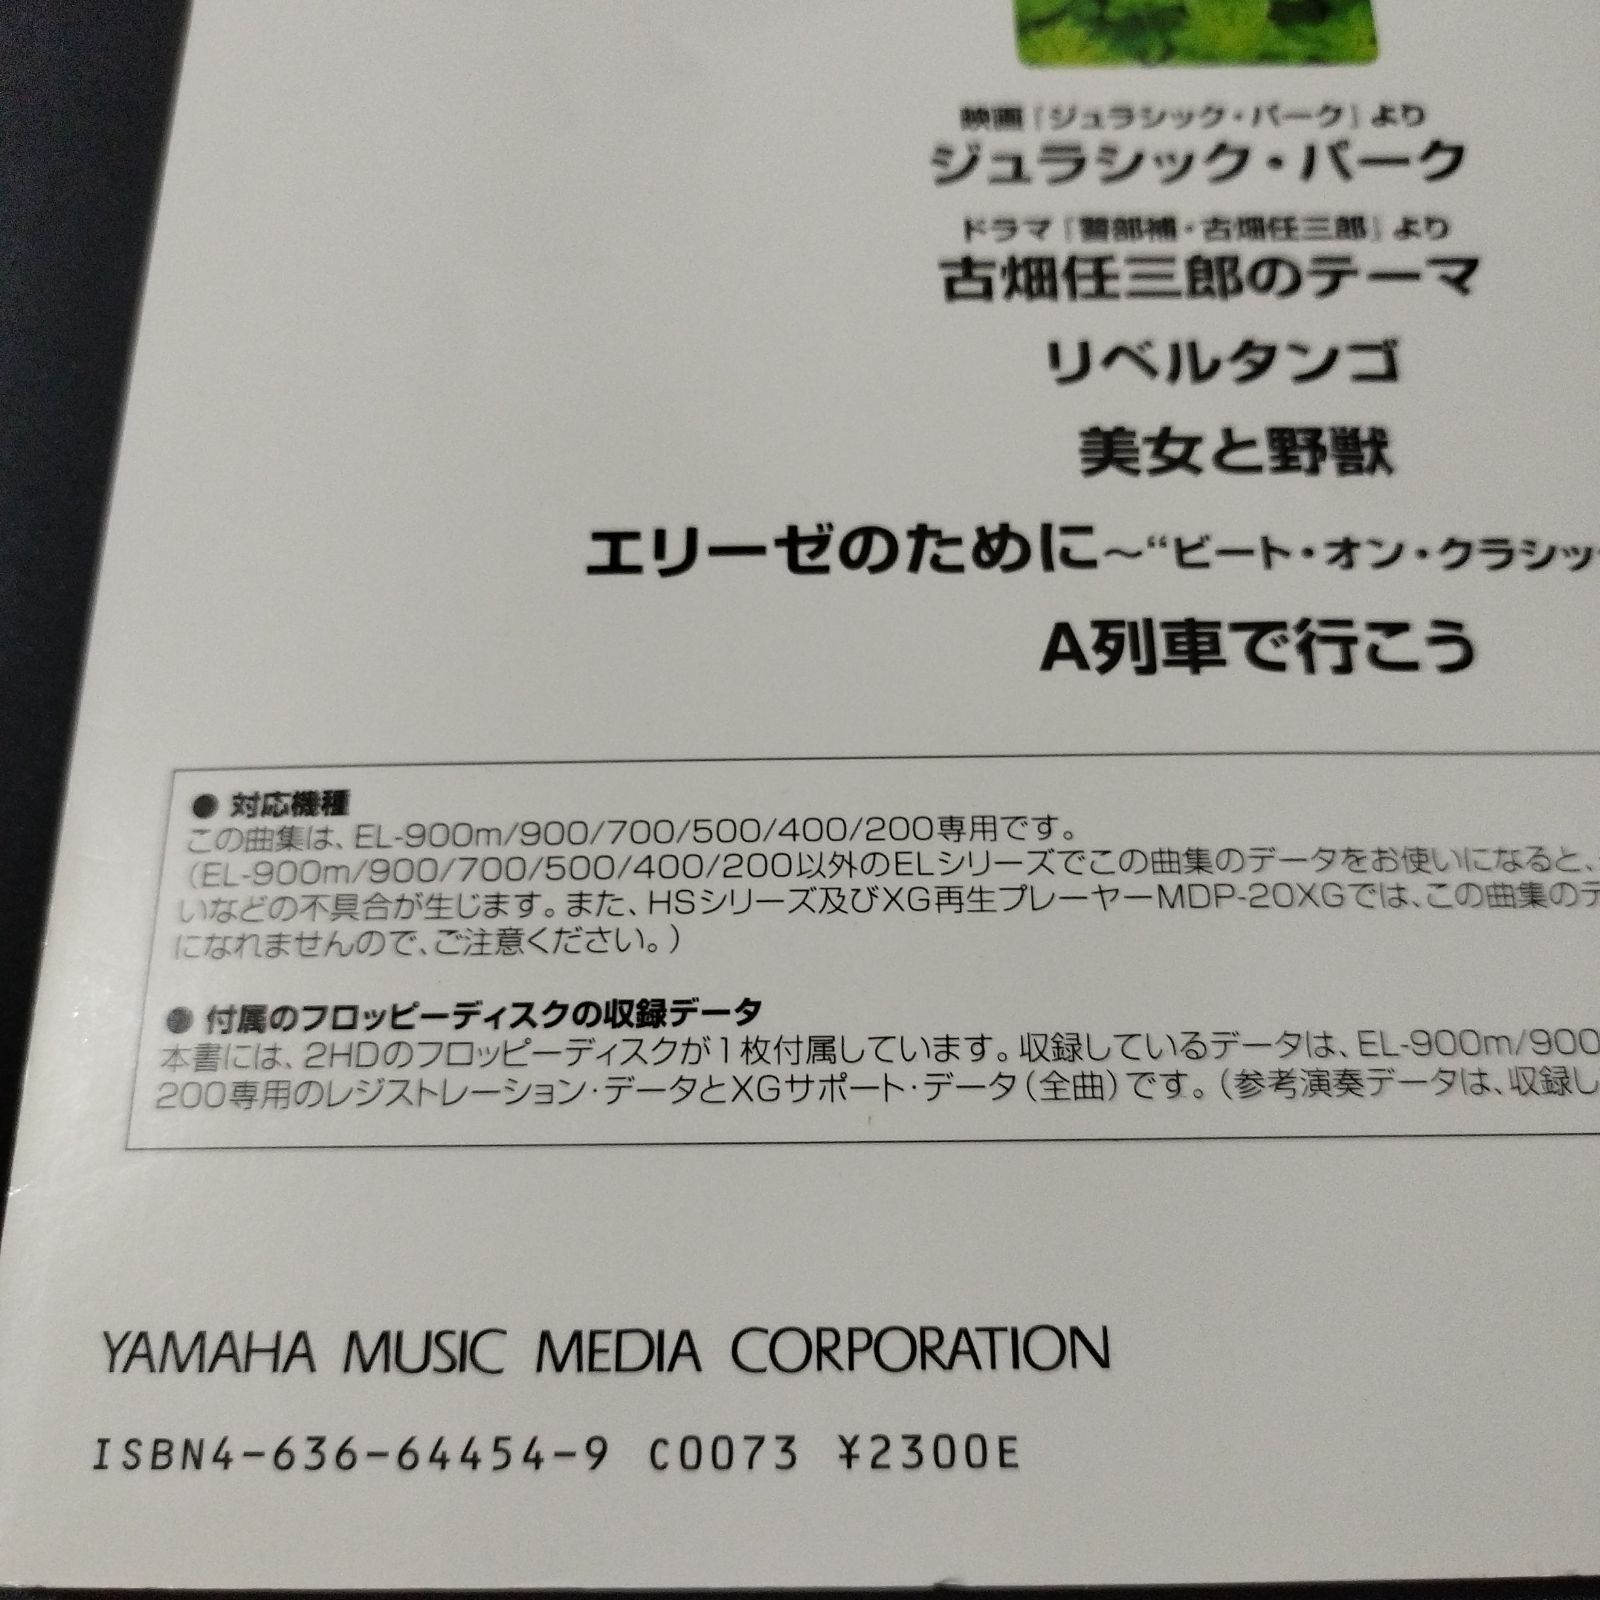 映画『ジュラシック・パーク』より
ジュラシック・パーク
ドラマ『警部補・古畑任三郎』より
古畑任三郎のテーマ
リベルタンゴ
美女と野獣
エリーゼのために〜“ビート・オン・クラシッ
A列車で行こう
● 対応機種
この曲集は、EL-900m/900/700/500/400/200専用です。
（EL-900m/900/700/500/400/200以外のELシリーズでこの曲集のデータをお使いになると、
いなどの不具合が生じます。また、HSシリーズ及びXG再生プレーヤーMDP-20XGでは、この曲集のデ
になれませんので、ご注意ください。）
● 付属のフロッピーディスクの収録データ
本書には、2HDのフロッピーディスクが1枚付属しています。収録しているデータは、EL-900m/900
200専用のレジストレーション・データとXGサポート・データ（全曲）です。（参考演奏データは、収録し
YAMAHA MUSIC MEDIA CORPORATION
ISBN4-636-64454-9 C0073 ¥2300E